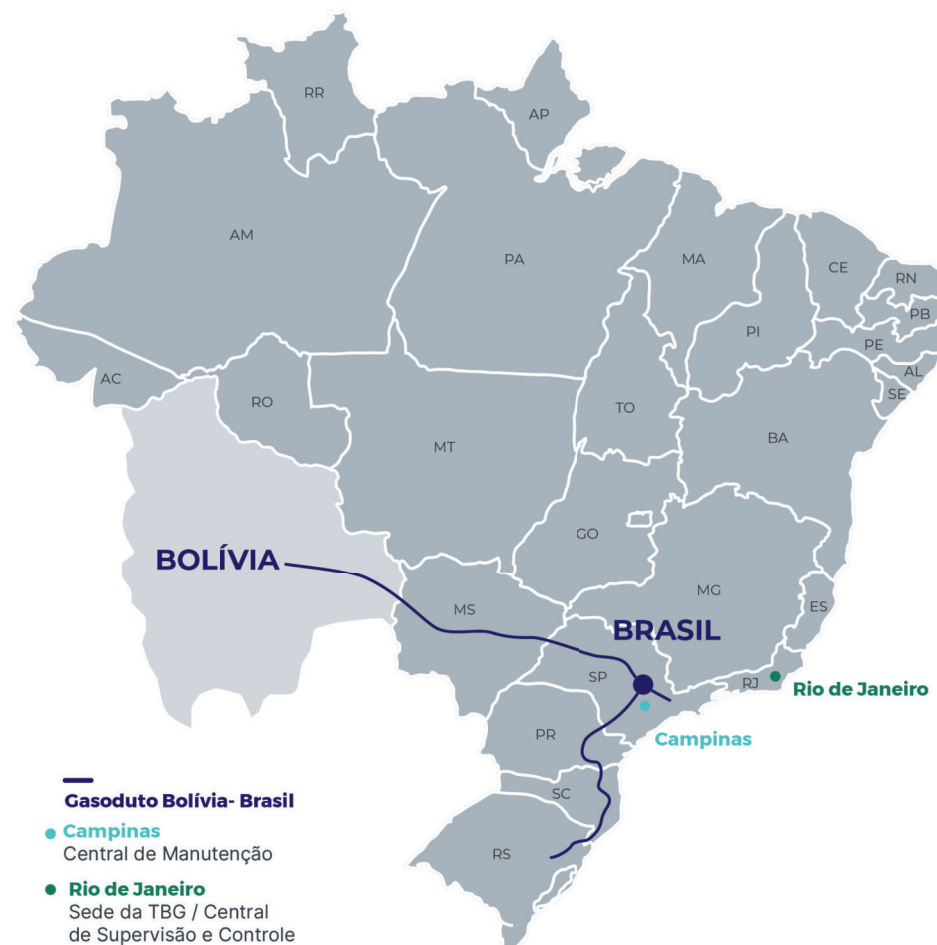 RR
AP
AM
PA
MA
CE
RN
PB
PI
PE
AL
SE
AC
RO
TO
MT
BA
GO
BOLÍVIA
MG
MS
ES
BRASIL
SP
RJ
Rio de Janeiro
PR
Campinas
SC
RS
Gasoduto Bolívia- Brasil
Campinas
Central de Manutenção
Rio de Janeiro
Sede da TBG / Central
de Supervisão e Controle